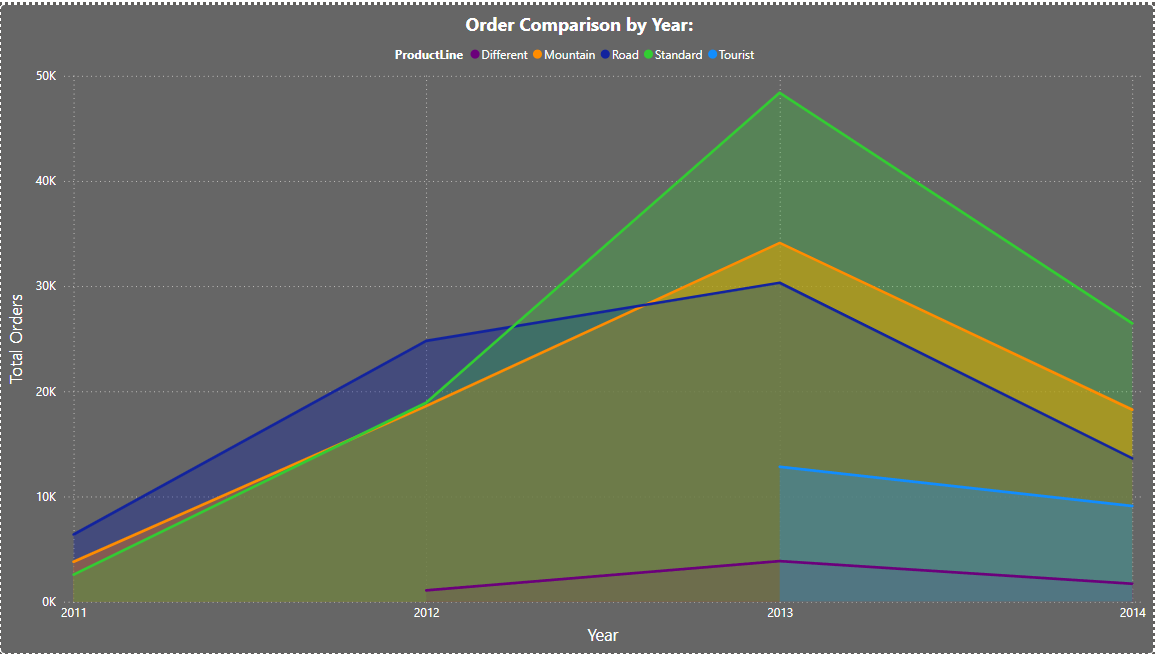 Order Comparison by Year:
ProductLine Different Mountain Road Standard Tourist
50K
40K
30K
20K
10K
0K
Total Orders
2011 2012 2013 2014
Year